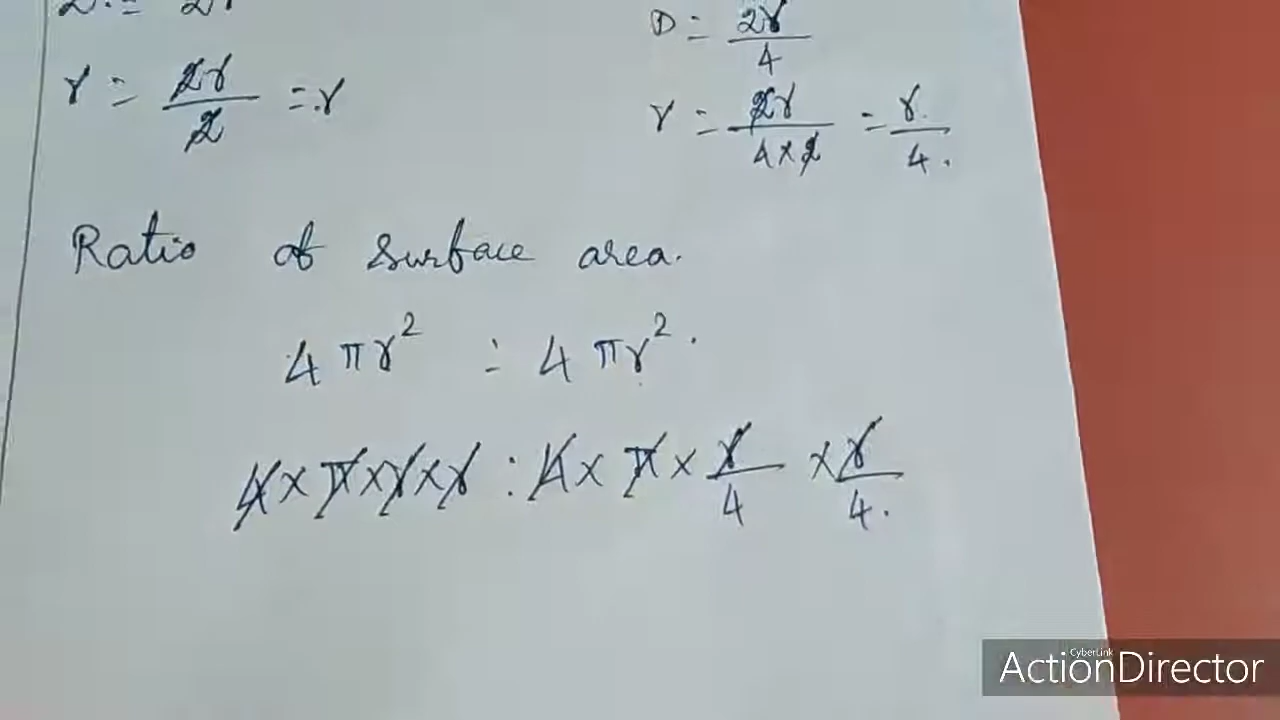 D = 2r/4
r = 2r/2 = r
r = 2r/4×2 = r/4.
Ratio of surface area.
4πr² : 4πr².
4×π×r×r : 4×π×r/4 ×r/4.
CyberLink
ActionDirector